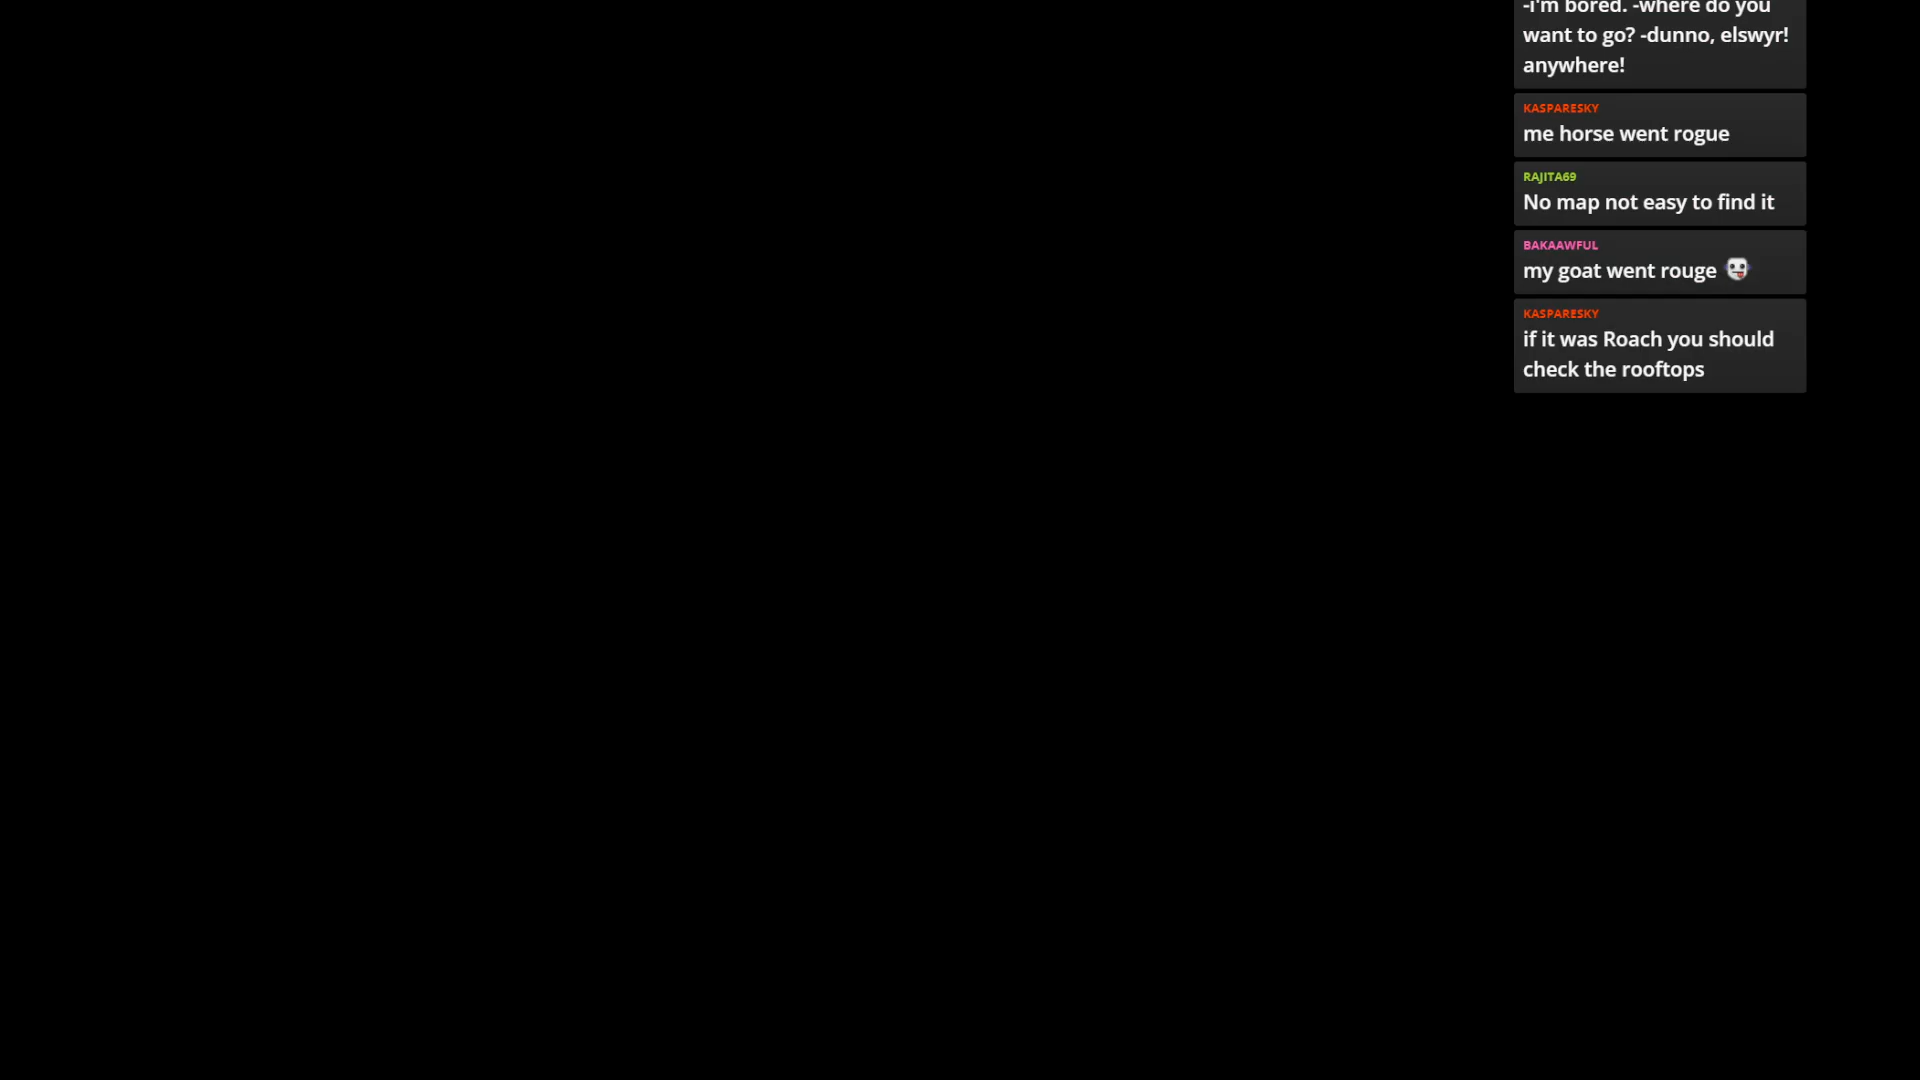 -i'm bored. -where do you
want to go? -dunno, elswyr!
anywhere!
KASPARESKY
me horse went rogue
RAJITA69
No map not easy to find it
BAKAAWFUL
my goat went rouge
KASPARESKY
if it was Roach you should
check the rooftops